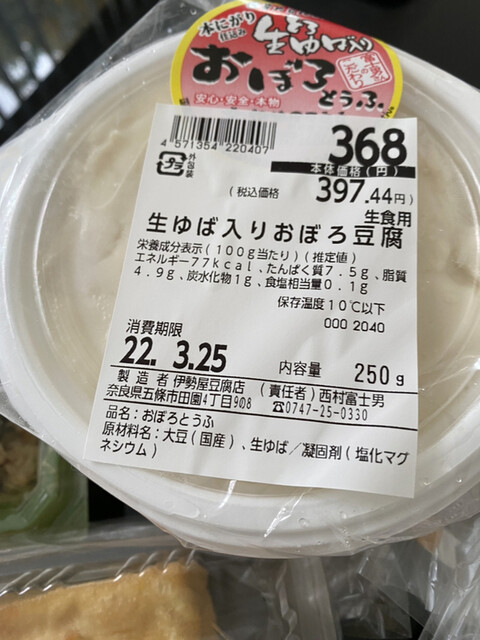 本にがり
仕込み
とろ
生ゆば入り
おぼろ
とうふ
安心・安全・本物
4 571354 220407
368
本体価格(円)
プラ
外包装
(税込価格 397.44円)
生食用
生ゆば入りおぼろ豆腐
栄養成分表示(100g当たり)(推定値)
エネルギー77kcal、たんぱく質7.5g、脂質
4.9g、炭水化物1g、食塩相当量0.1g
保存温度10℃以下
000 2040
消費期限
22. 3.25
内容量 250g
製造者 伊勢屋豆腐店 (責任者)西村富士男
奈良県五條市田園4丁目9の8 ☎0747-25-0330
品名：おぼろとうふ
原材料名：大豆(国産)、生ゆば/凝固剤(塩化マグ
ネシウム)